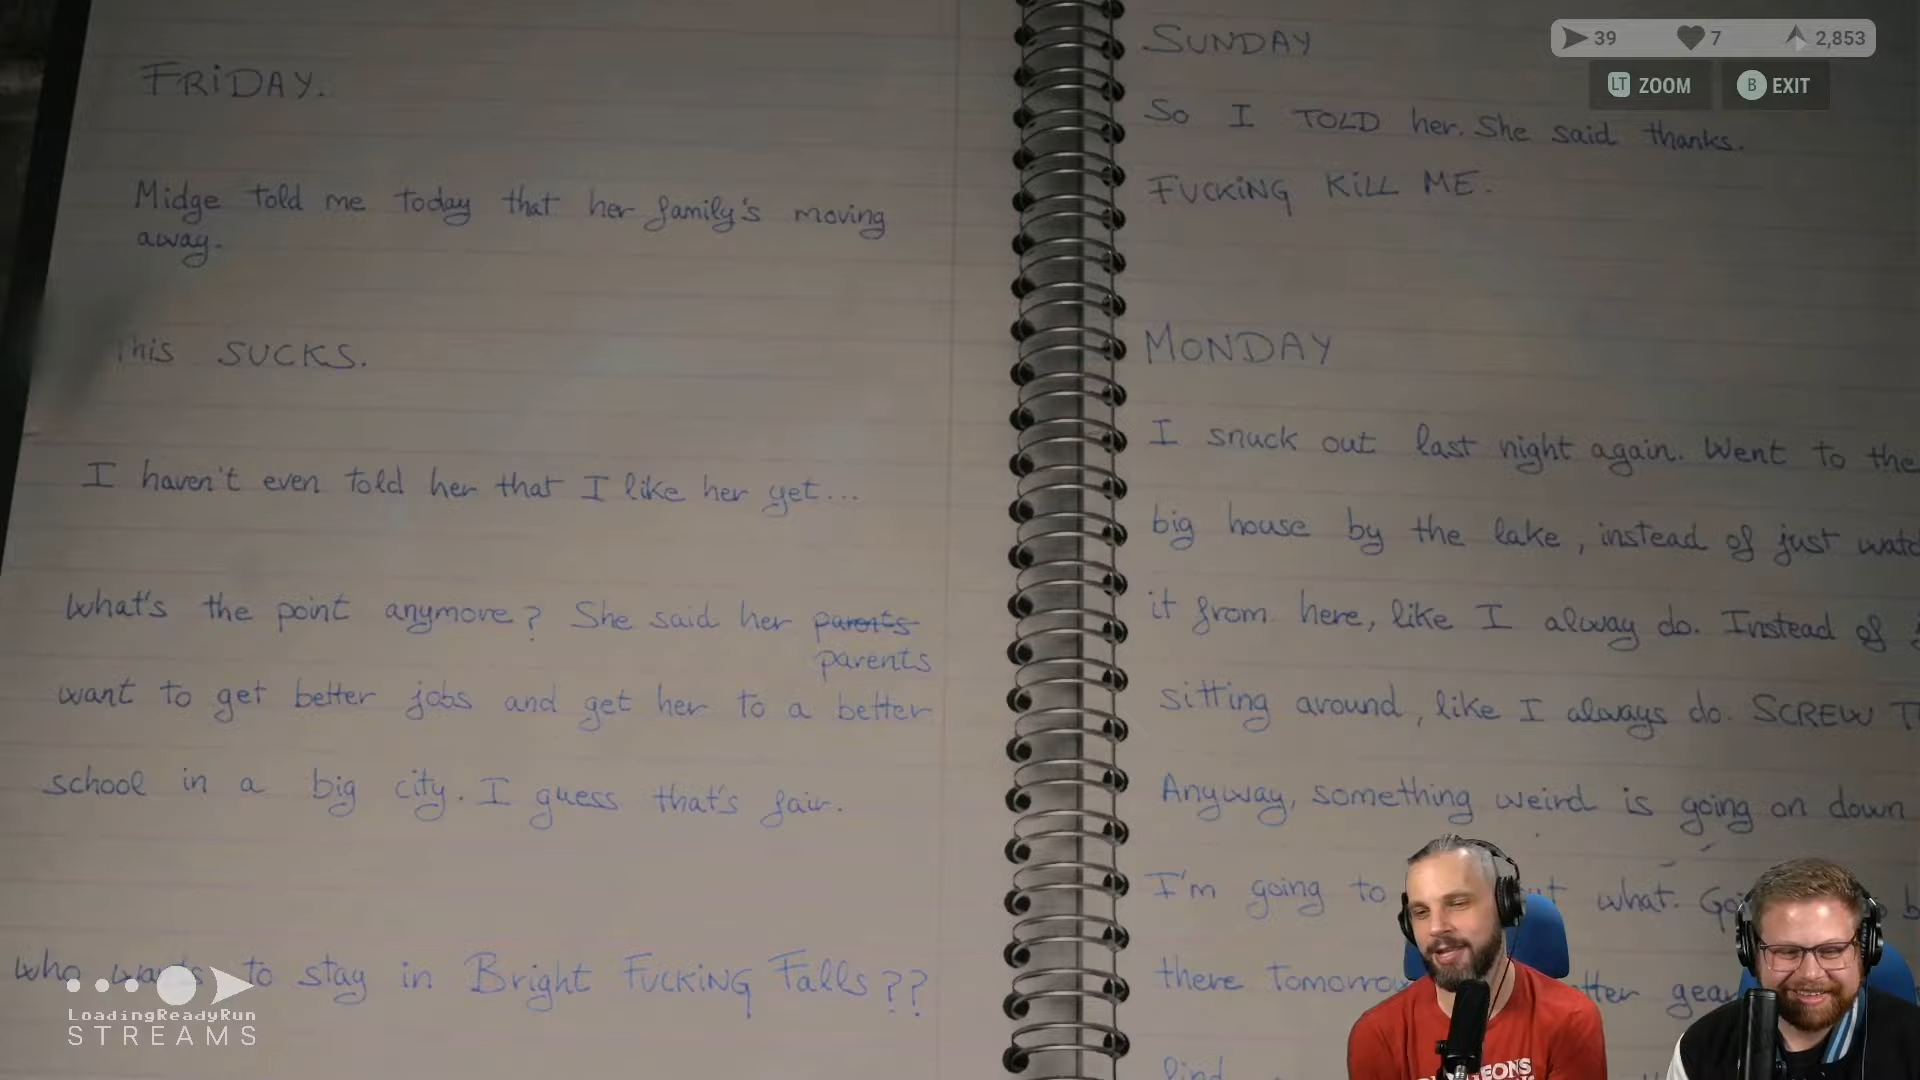 FRIDAY.
Midge told me today that her family's moving
away.
This SUCKS.
I haven't even told her that I like her yet...
What's the point anymore? She said her parents
parents
want to get better jobs and get her to a better
school in a big city. I guess that's fair.
who wants to stay in Bright FUCKING Falls??
SUNDAY
So I TOLD her. She said thanks.
FUCKING KILL ME.
MONDAY
I snuck out last night again. Went to the
big house by the lake, instead of just
it from here, like I alway do. Instead of
sitting around, like I always do. SCREW
Anyway, something weird is going on down
I'm going to what.
there tomorrow gear
find
39 7 2,853
LT ZOOM B EXIT
LoadingReadyRun
STREAMS